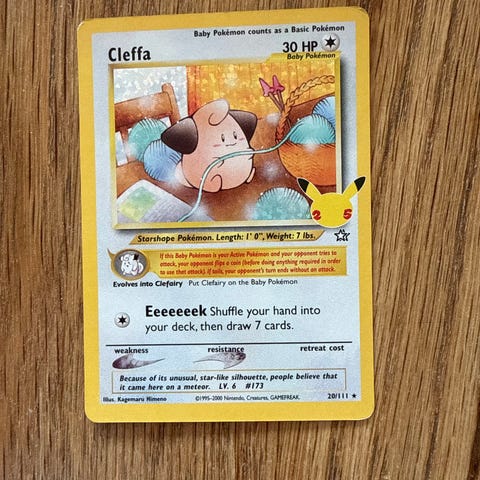 Baby Pokémon counts as a Basic Pokémon
Cleffa
30 HP
Baby Pokémon
25
Starshape Pokémon. Length: 1' 0", Weight: 7 lbs.
If this Baby Pokémon is your Active Pokémon and your opponent tries to
attack, your opponent flips a coin (before doing anything required in order
to use that attack). If tails, your opponent's turn ends without an attack.
Evolves into Clefairy Put Clefairy on the Baby Pokémon
Eeeeeeek Shuffle your hand into
your deck, then draw 7 cards.
weakness resistance retreat cost
Because of its unusual, star-like silhouette, people believe that
it came here on a meteor. LV. 6 #173
Illus. Kagemaru Himeno ©1995-2000 Nintendo, Creatures, GAMEFREAK. 20/111 ★